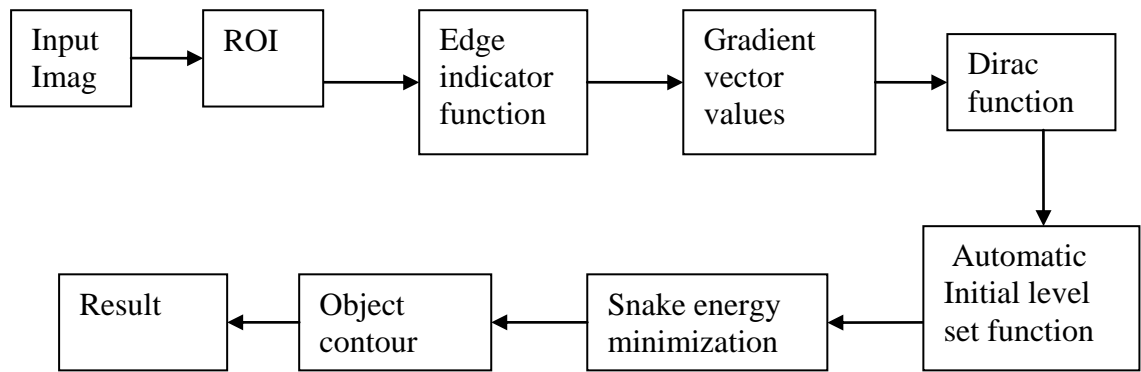 Input
Imag
ROI
Edge
indicator
function
Gradient
vector
values
Dirac
function
Automatic
Initial level
set function
Snake energy
minimization
Object
contour
Result